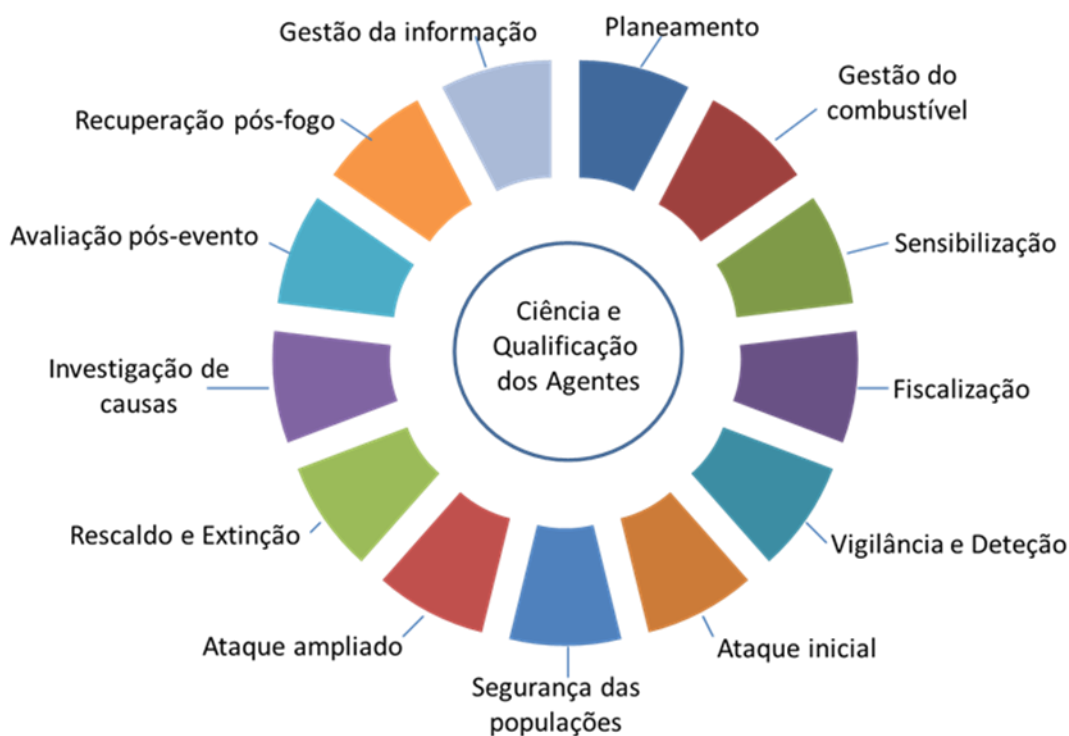 Gestão da informação
Planeamento
Gestão do
combustível
Recuperação pós-fogo
Avaliação pós-evento
Sensibilização
Ciência e
Qualificação
dos Agentes
Investigação de
causas
Fiscalização
Rescaldo e Extinção
Vigilância e Deteção
Ataque ampliado
Ataque inicial
Segurança das
populações